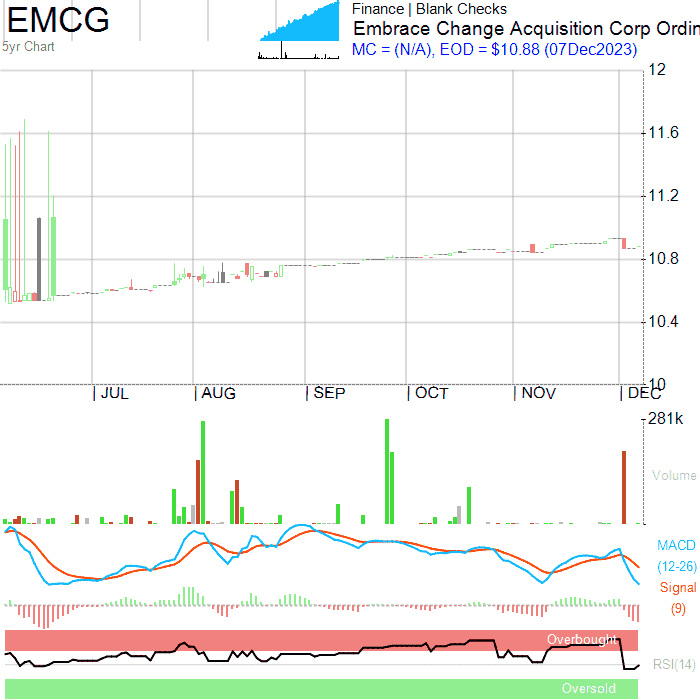 EMCG
5yr Chart
Finance | Blank Checks
Embrace Change Acquisition Corp Ordin
MC = (N/A), EOD = $10.88 (07Dec2023)
12
11.6
11.2
10.8
10.4
10
JUL AUG SEP OCT NOV DEC
281k
Volume
MACD
(12-26)
Signal
(9)
Overbought
RSI(14)
Oversold